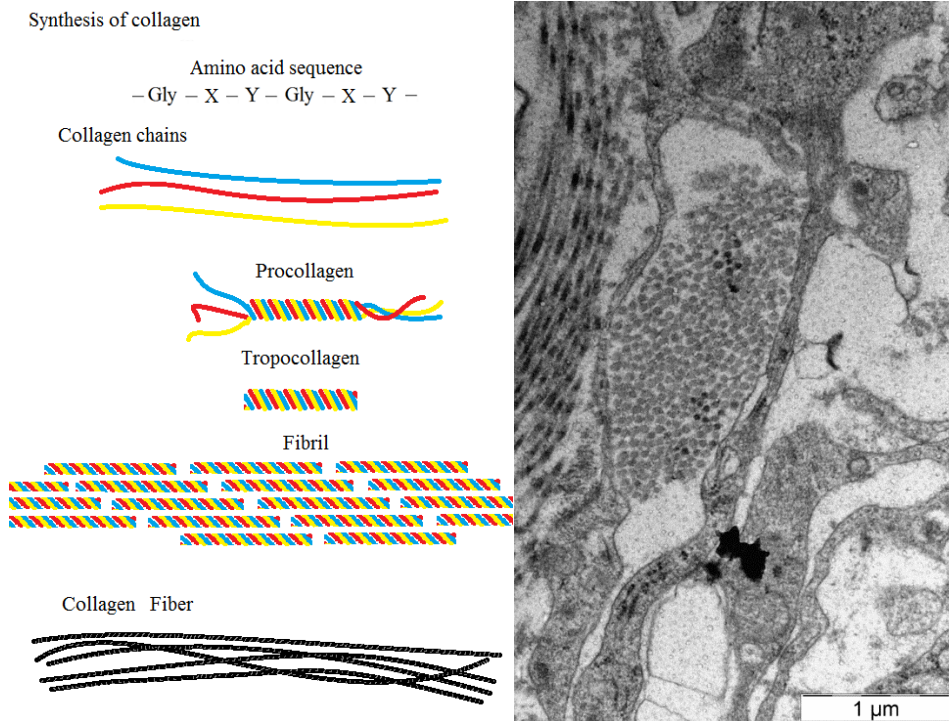 Synthesis of collagen
Amino acid sequence
– Gly – X – Y – Gly – X – Y –
Collagen chains
Procollagen
Tropocollagen
Fibril
Collagen Fiber
1 µm